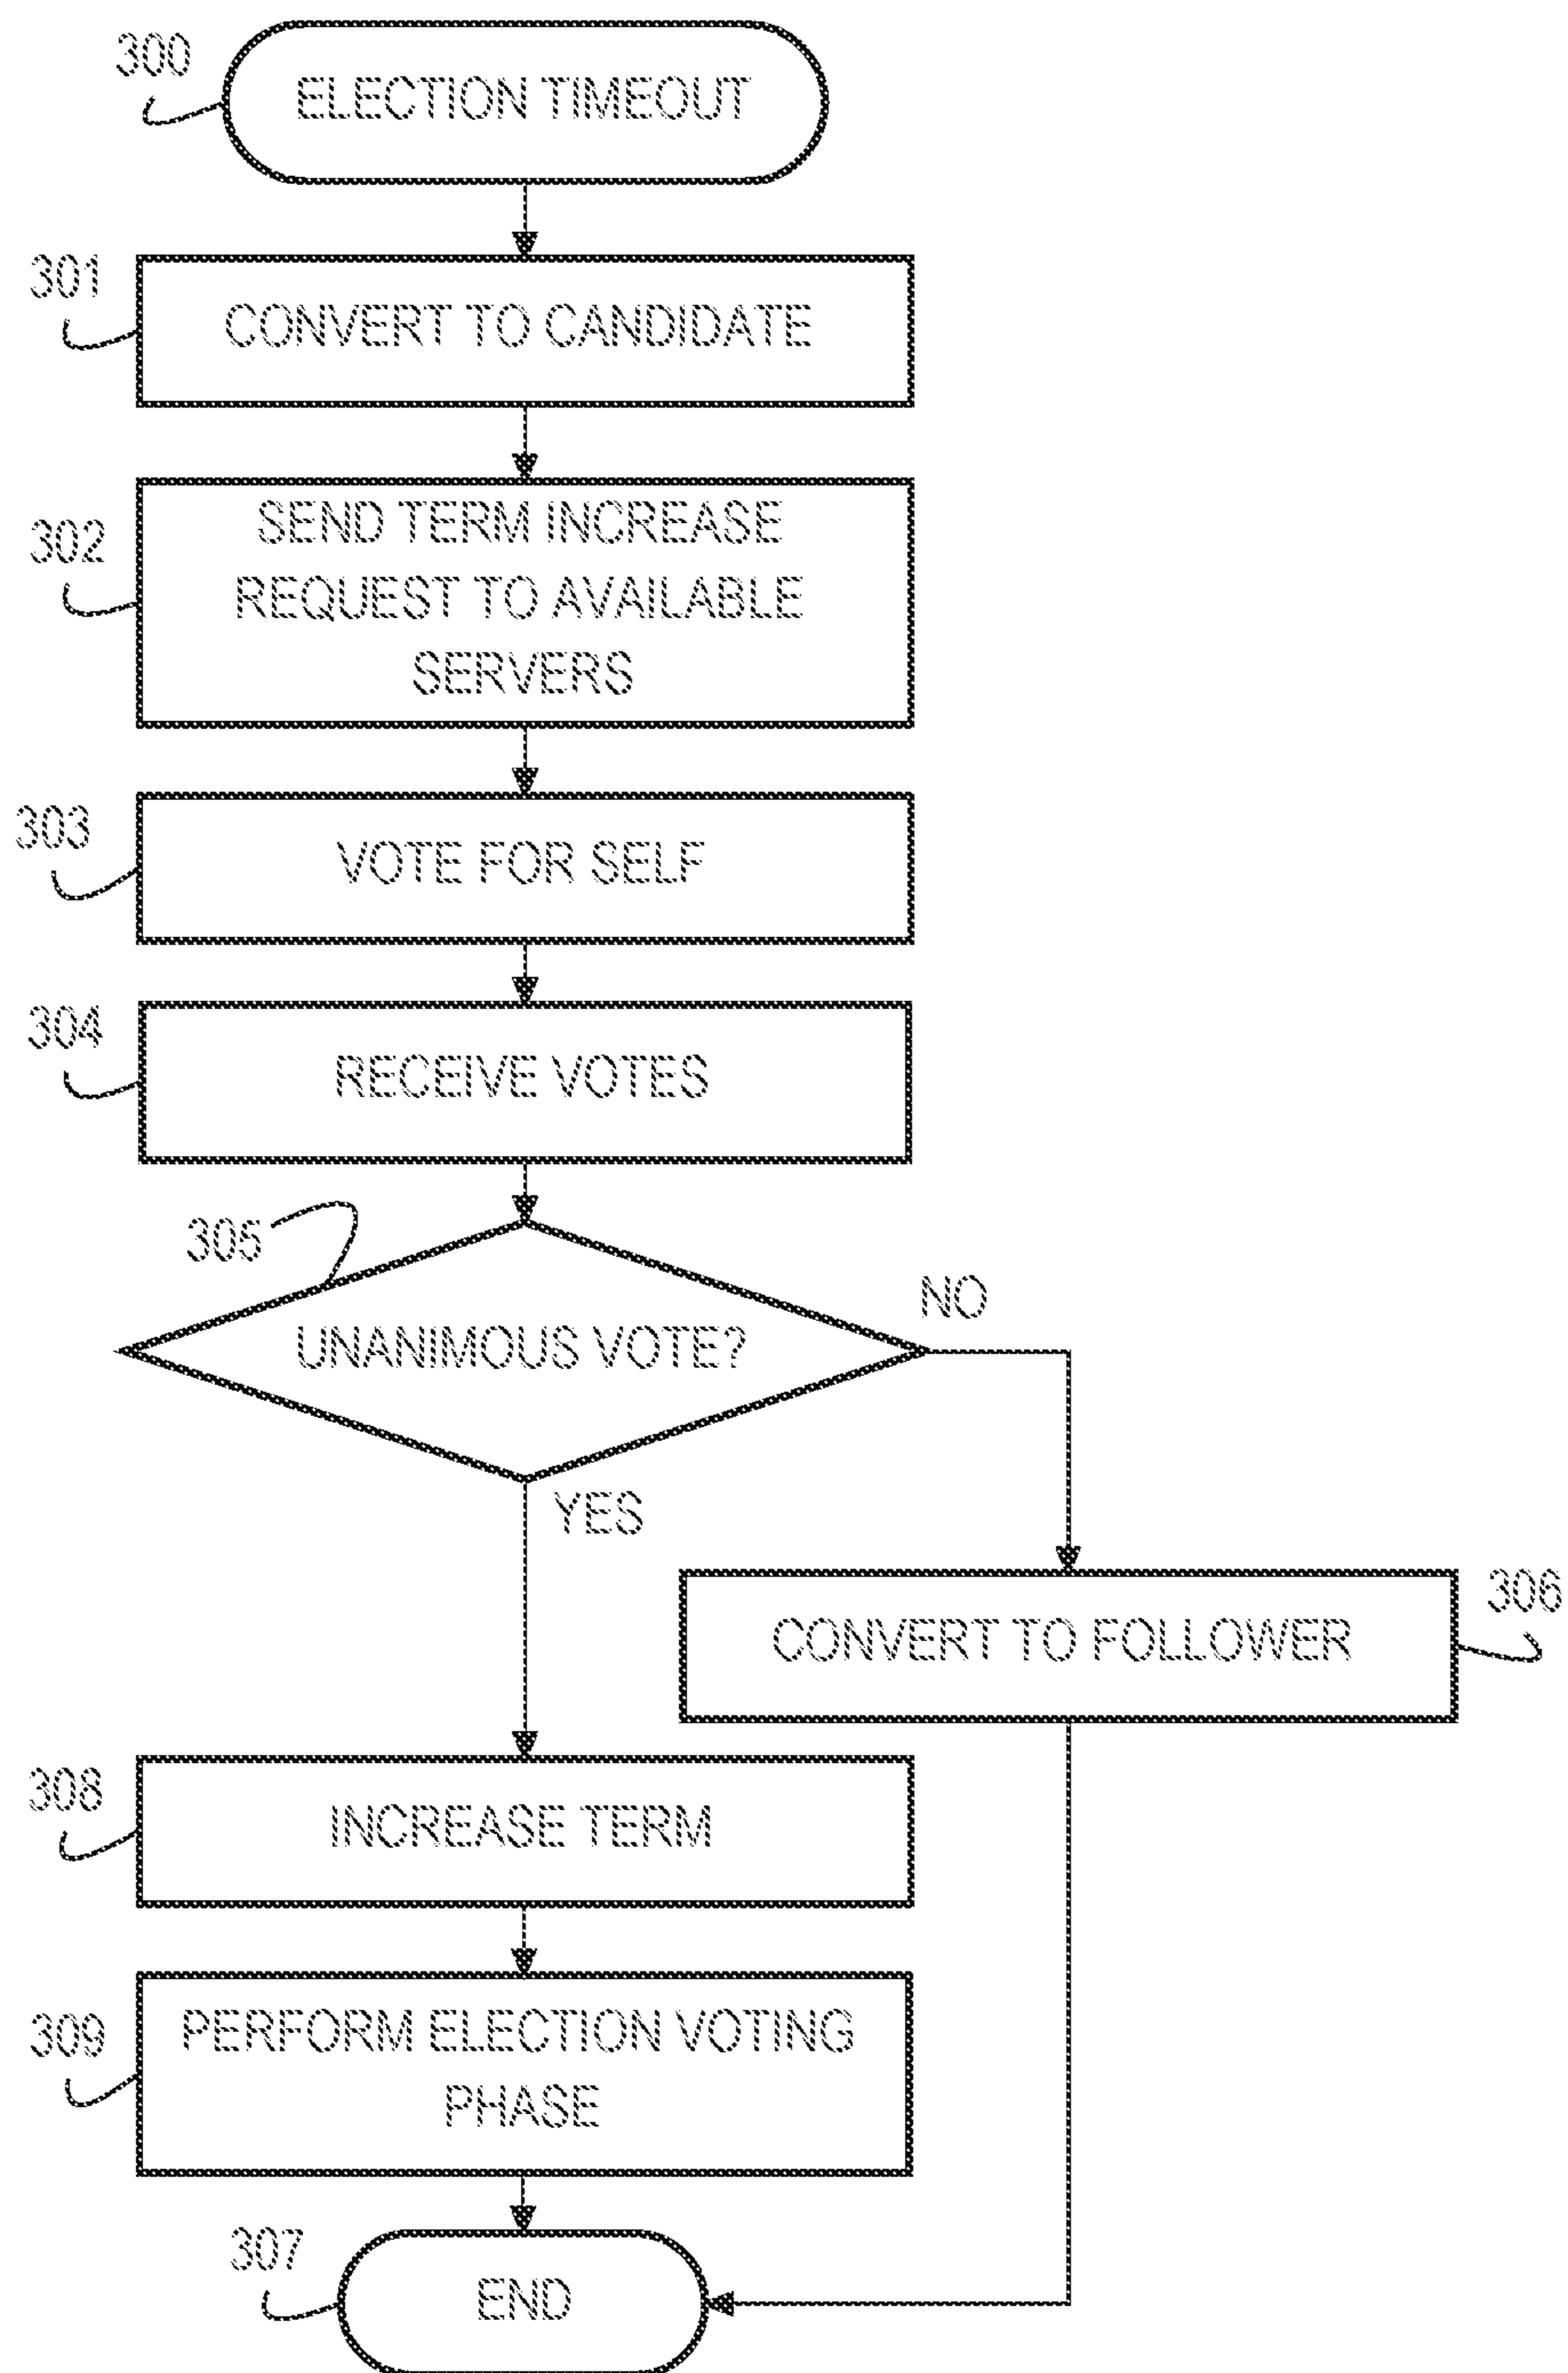 300
ELECTION TIMEOUT
301
CONVERT TO CANDIDATE
302
SEND TERM INCREASE
REQUEST TO AVAILABLE
SERVERS
303
VOTE FOR SELF
304
RECEIVE VOTES
305
UNANIMOUS VOTE?
NO
YES
306
CONVERT TO FOLLOWER
308
INCREASE TERM
309
PERFORM ELECTION VOTING
PHASE
307
END